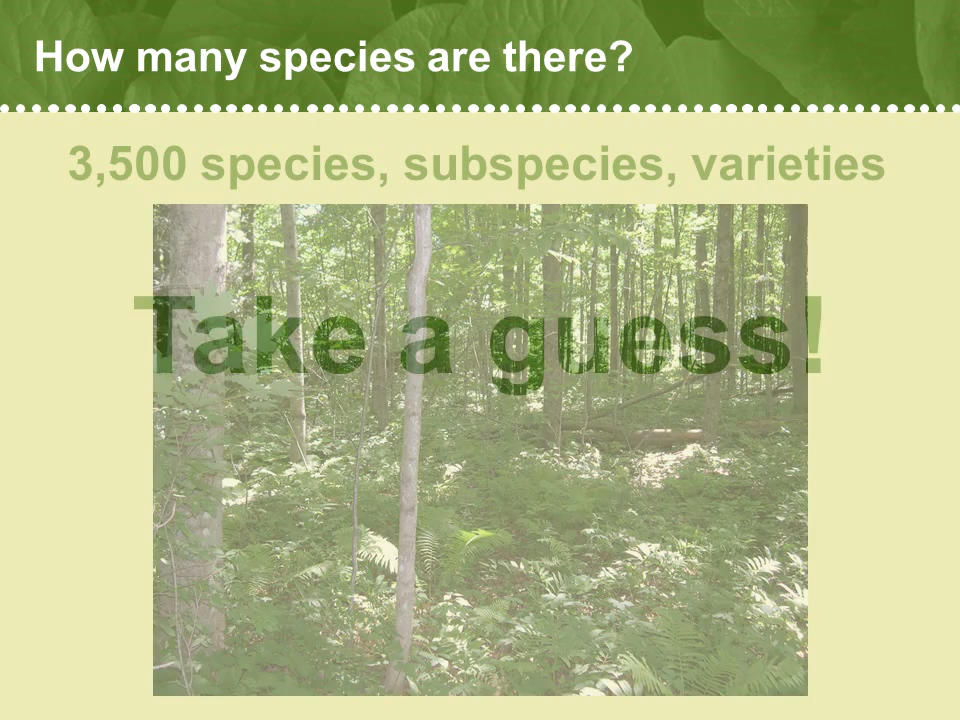 How many species are there?
3,500 species, subspecies, varieties
Take a guess!